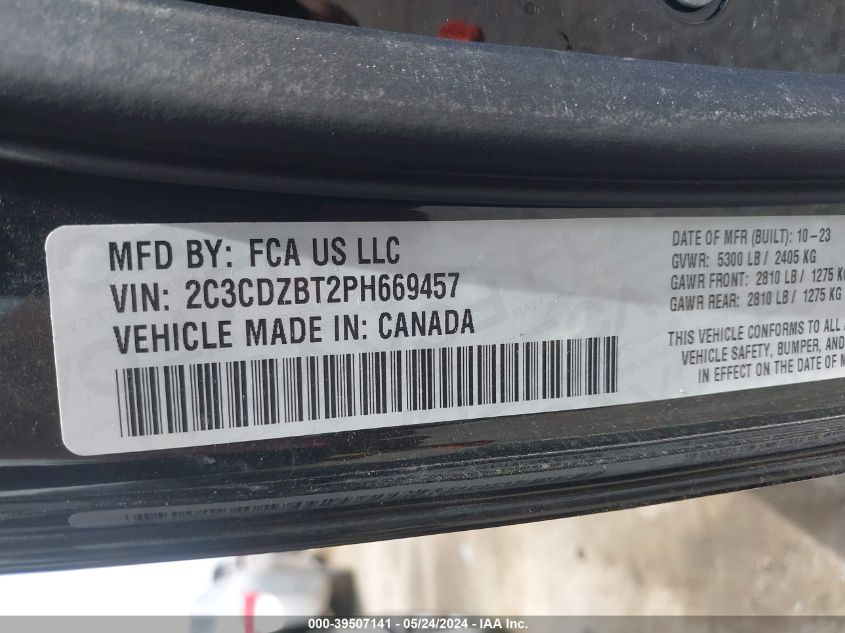 MFD BY: FCA US LLC
VIN: 2C3CDZBT2PH669457
VEHICLE MADE IN: CANADA
DATE OF MFR (BUILT): 10-23
GVWR: 5300 LB / 2405 KG
GAWR FRONT: 2810 LB / 1275 KG
GAWR REAR: 2810 LB / 1275 KG
THIS VEHICLE CONFORMS TO ALL
VEHICLE SAFETY, BUMPER, AND
IN EFFECT ON THE DATE OF M
000-39507141 - 05/24/2024 - IAA Inc.